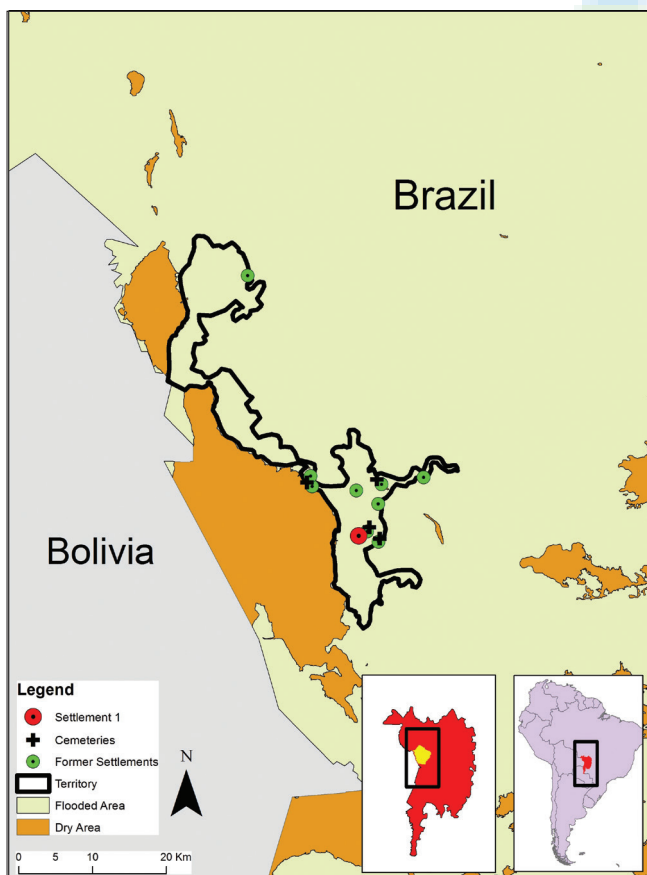 Brazil
Bolivia
Legend
Settlement 1
Cemeteries
Former Settlements
Territory
Flooded Area
Dry Area
N
0 5 10 20 Km